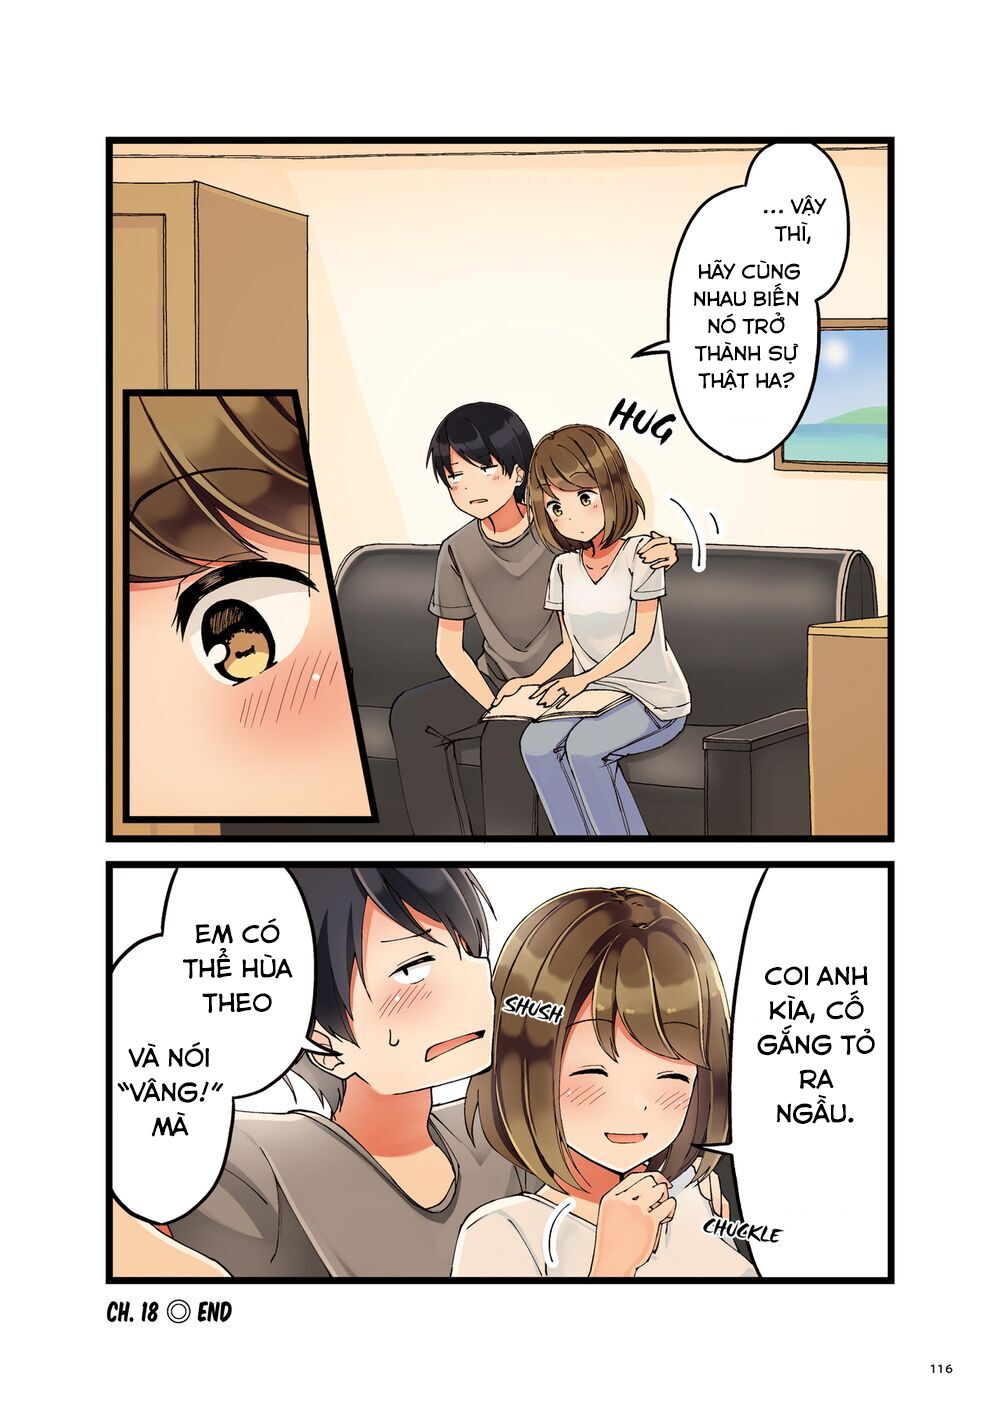 ... VẬY
THÌ,
HÃY CÙNG
NHAU BIẾN
NÓ TRỞ
THÀNH SỰ
THẬT HA?
HUG
COI ANH
KÌA, CỐ
GẮNG TỎ
RA
NGẦU.
EM CÓ
THỂ HÙA
THEO
VÀ NÓI
"VÂNG!"
MÀ
SHUSH
CHUCKLE
CH. 18 ◎ END
116